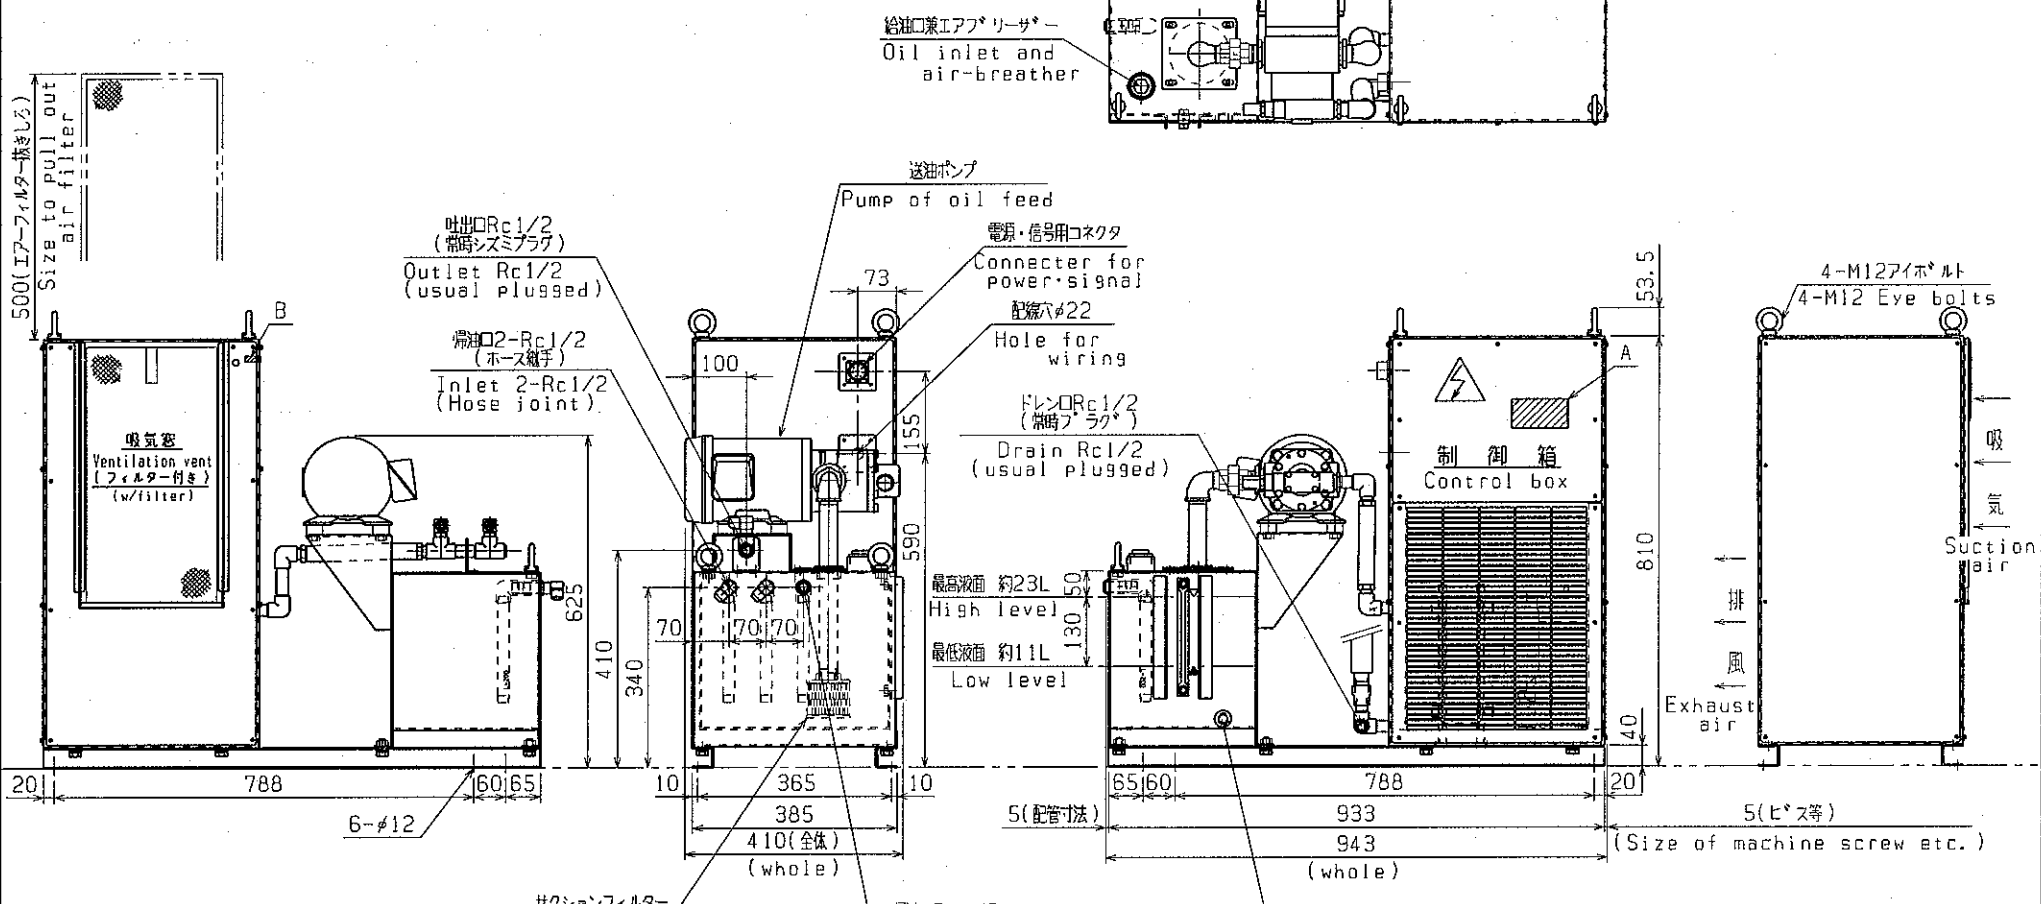 給油口兼エアブリーザー
Oil inlet and
air-breather
500(エアーフィルター抜きしろ)
Size to pull out
air filter
送油ポンプ
Pump of oil feed
吐出口Rc1/2
(常時シズミプラグ)
Outlet Rc1/2
(usual plugged)
電源・信号用コネクタ
Connecter for
power・signal
73
配線穴φ22
Hole for
wiring
53.5
4-M12アイボルト
4-M12 Eye bolts
B
帰油口2-Rc1/2
(ホース継手)
Inlet 2-Rc1/2
(Hose joint)
100
A
ドレン口Rc1/2
(常時プラグ)
Drain Rc1/2
(usual plugged)
155
吸気窓
Ventilation vent
(フィルター付き)
(w/filter)
制御箱
Control box
吸気
Suction
air
590
810
625
410
340
最高液面 約23L
High level
50
130
最低液面 約11L
Low level
70
70
70
排風
Exhaust
air
40
20
788
60
65
10
365
10
65
60
788
20
6-φ12
385
5(配管寸法)
933
5(ビス等)
(Size of machine screw etc.)
410(全体)
(whole)
943
(whole)
サクションフィルター